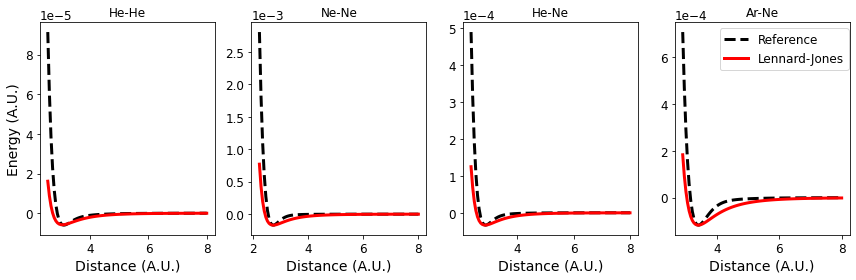 He-He
1e−5
Energy (A.U.)
8
6
4
2
0
4
6
8
Distance (A.U.)
Ne-Ne
1e−3
2.5
2.0
1.5
1.0
0.5
0.0
2
4
6
8
Distance (A.U.)
He-Ne
1e−4
5
4
3
2
1
0
4
6
8
Distance (A.U.)
Ar-Ne
1e−4
6
4
2
0
4
6
8
Distance (A.U.)
Reference
Lennard-Jones